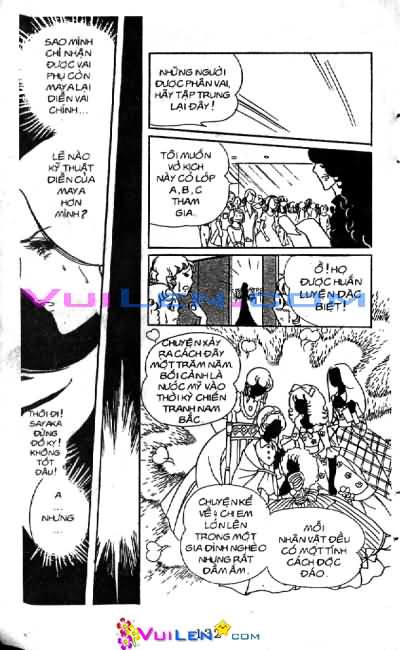 SAO MÌNH
CHỈ NHẬN
ĐƯỢC VAI
PHỤ CÒN
MAYA LẠI
DIỄN VAI
CHÍNH...
LẼ NÀO
KỸ THUẬT
DIỄN CỦA
MAYA
HƠN
MÌNH?
THÔI ĐI!
SAYAKA
ĐỪNG
ĐỐ KỴ!
KHÔNG
TỐT
ĐÂU!
A
...
NHƯNG
...
NHỮNG NGƯỜI
ĐƯỢC PHÂN VAI,
HÃY TẬP TRUNG
LẠI ĐÂY!
TÔI MUỐN
VỞ KỊCH
NÀY CÓ LỚP
A, B, C
THAM
GIA.
Ồ! HỌ
ĐƯỢC HUẤN
LUYỆN ĐẶC
BIỆT!
CHUYỆN XẢY
RA CÁCH ĐÂY
MỘT TRĂM NĂM.
BỐI CẢNH LÀ
NƯỚC MỸ VÀO
THỜI KỲ CHIẾN
TRANH NAM
BẮC
CHUYỆN KỂ
VỀ 4 CHỊ EM
LỚN LÊN
TRONG MỘT
GIA ĐÌNH NGHÈO
NHƯNG RẤT
ĐẦM ẤM.
MỖI
NHÂN VẬT ĐỀU
CÓ MỘT TÍNH
CÁCH ĐỘC
ĐÁO.
VUILEN.COM
132
VUILEN.COM